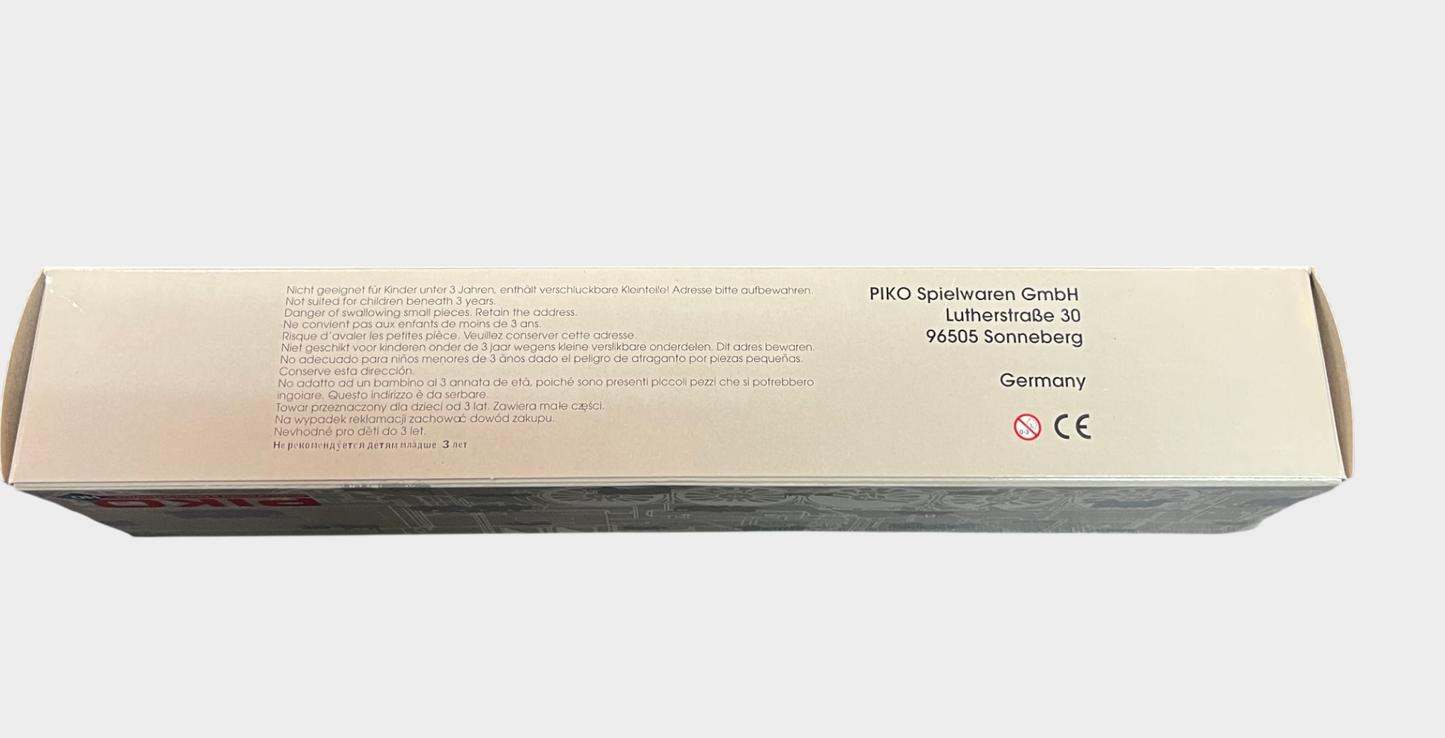 Nicht geeignet für Kinder unter 3 Jahren, enthält verschluckbare Kleinteile! Adresse bitte aufbewahren.
Not suited for children beneath 3 years.
Danger of swallowing small pieces. Retain the address.
Ne convient pas aux enfants de moins de 3 ans.
Risque d'avaler les petites pièce. Veuillez conserver cette adresse.
Niet geschikt voor kinderen onder de 3 jaar wegens kleine verslikbare onderdelen. Dit adres bewaren.
No adecuado para niños menores de 3 ãnos dado el peligro de atraganto por piezas pequeñas.
Conserve esta dirección.
No adatto ad un bambino al 3 annata de età, poiché sono presenti piccoli pezzi che si potrebbero
ingoiare. Questo indirizzo è da serbare.
Towar przeznaczony dla dzieci od 3 lat. Zawiera małe części.
Na wypadek reklamacji zachować dowód zakupu.
Nevhodné pro děti do 3 let.
Не рекомендуется детям младше 3 лет
PIKO Spielwaren GmbH
Lutherstraße 30
96505 Sonneberg
Germany
0-3
CE
PIKO